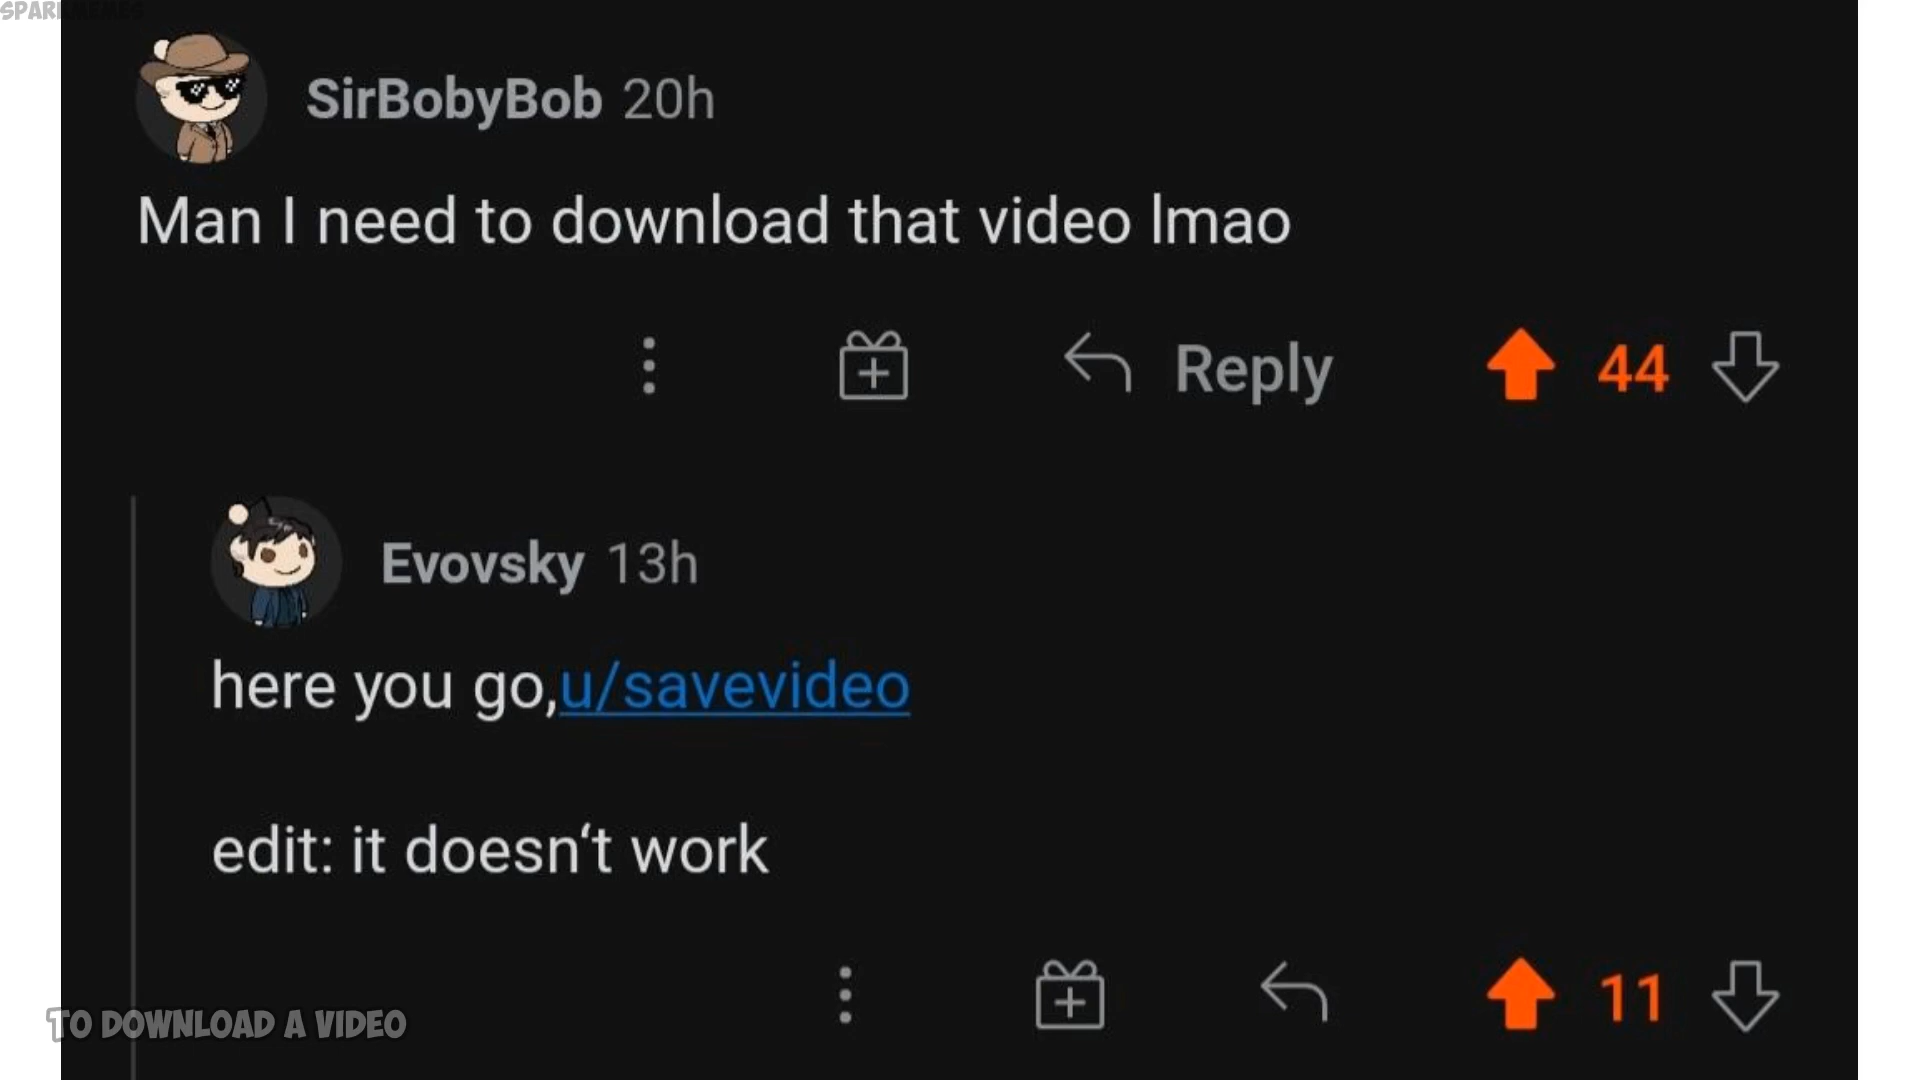 SPARKMEMES
SirBobyBob 20h
Man I need to download that video lmao
Reply
44
Evovsky 13h
here you go,u/savevideo
edit: it doesn‘t work
11
TO DOWNLOAD A VIDEO